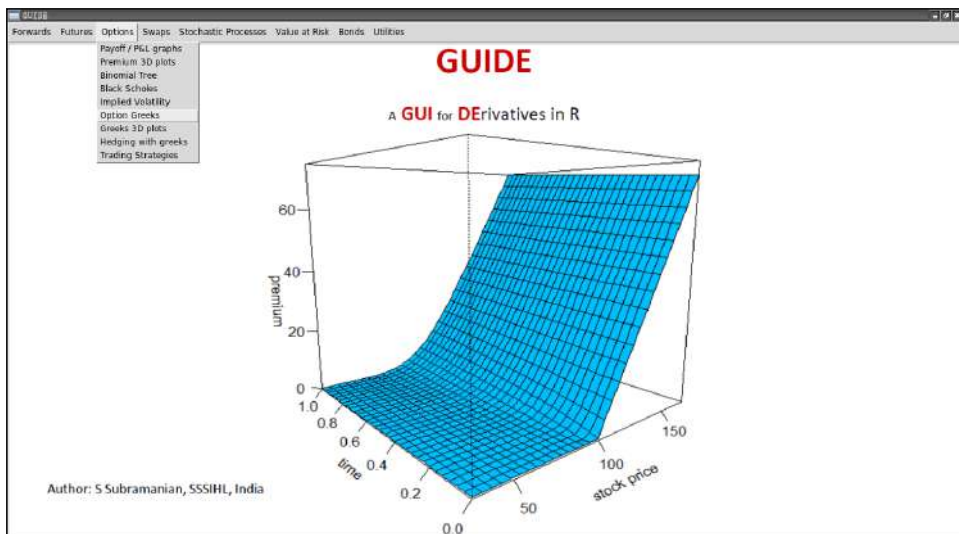 GUIDE
Forwards Futures Options Swaps Stochastic Processes Value at Risk Bonds Utilities
Payoff / P&L graphs
Premium 3D plots
Binomial Tree
Black Scholes
Implied Volatility
Option Greeks
Greeks 3D plots
Hedging with greeks
Trading Strategies
GUIDE
A GUI for DErivatives in R
60
40
20
0
premium
1.0
0.8
0.6
0.4
0.2
0.0
time
50
100
150
stock price
Author: S Subramanian, SSSIHL, India